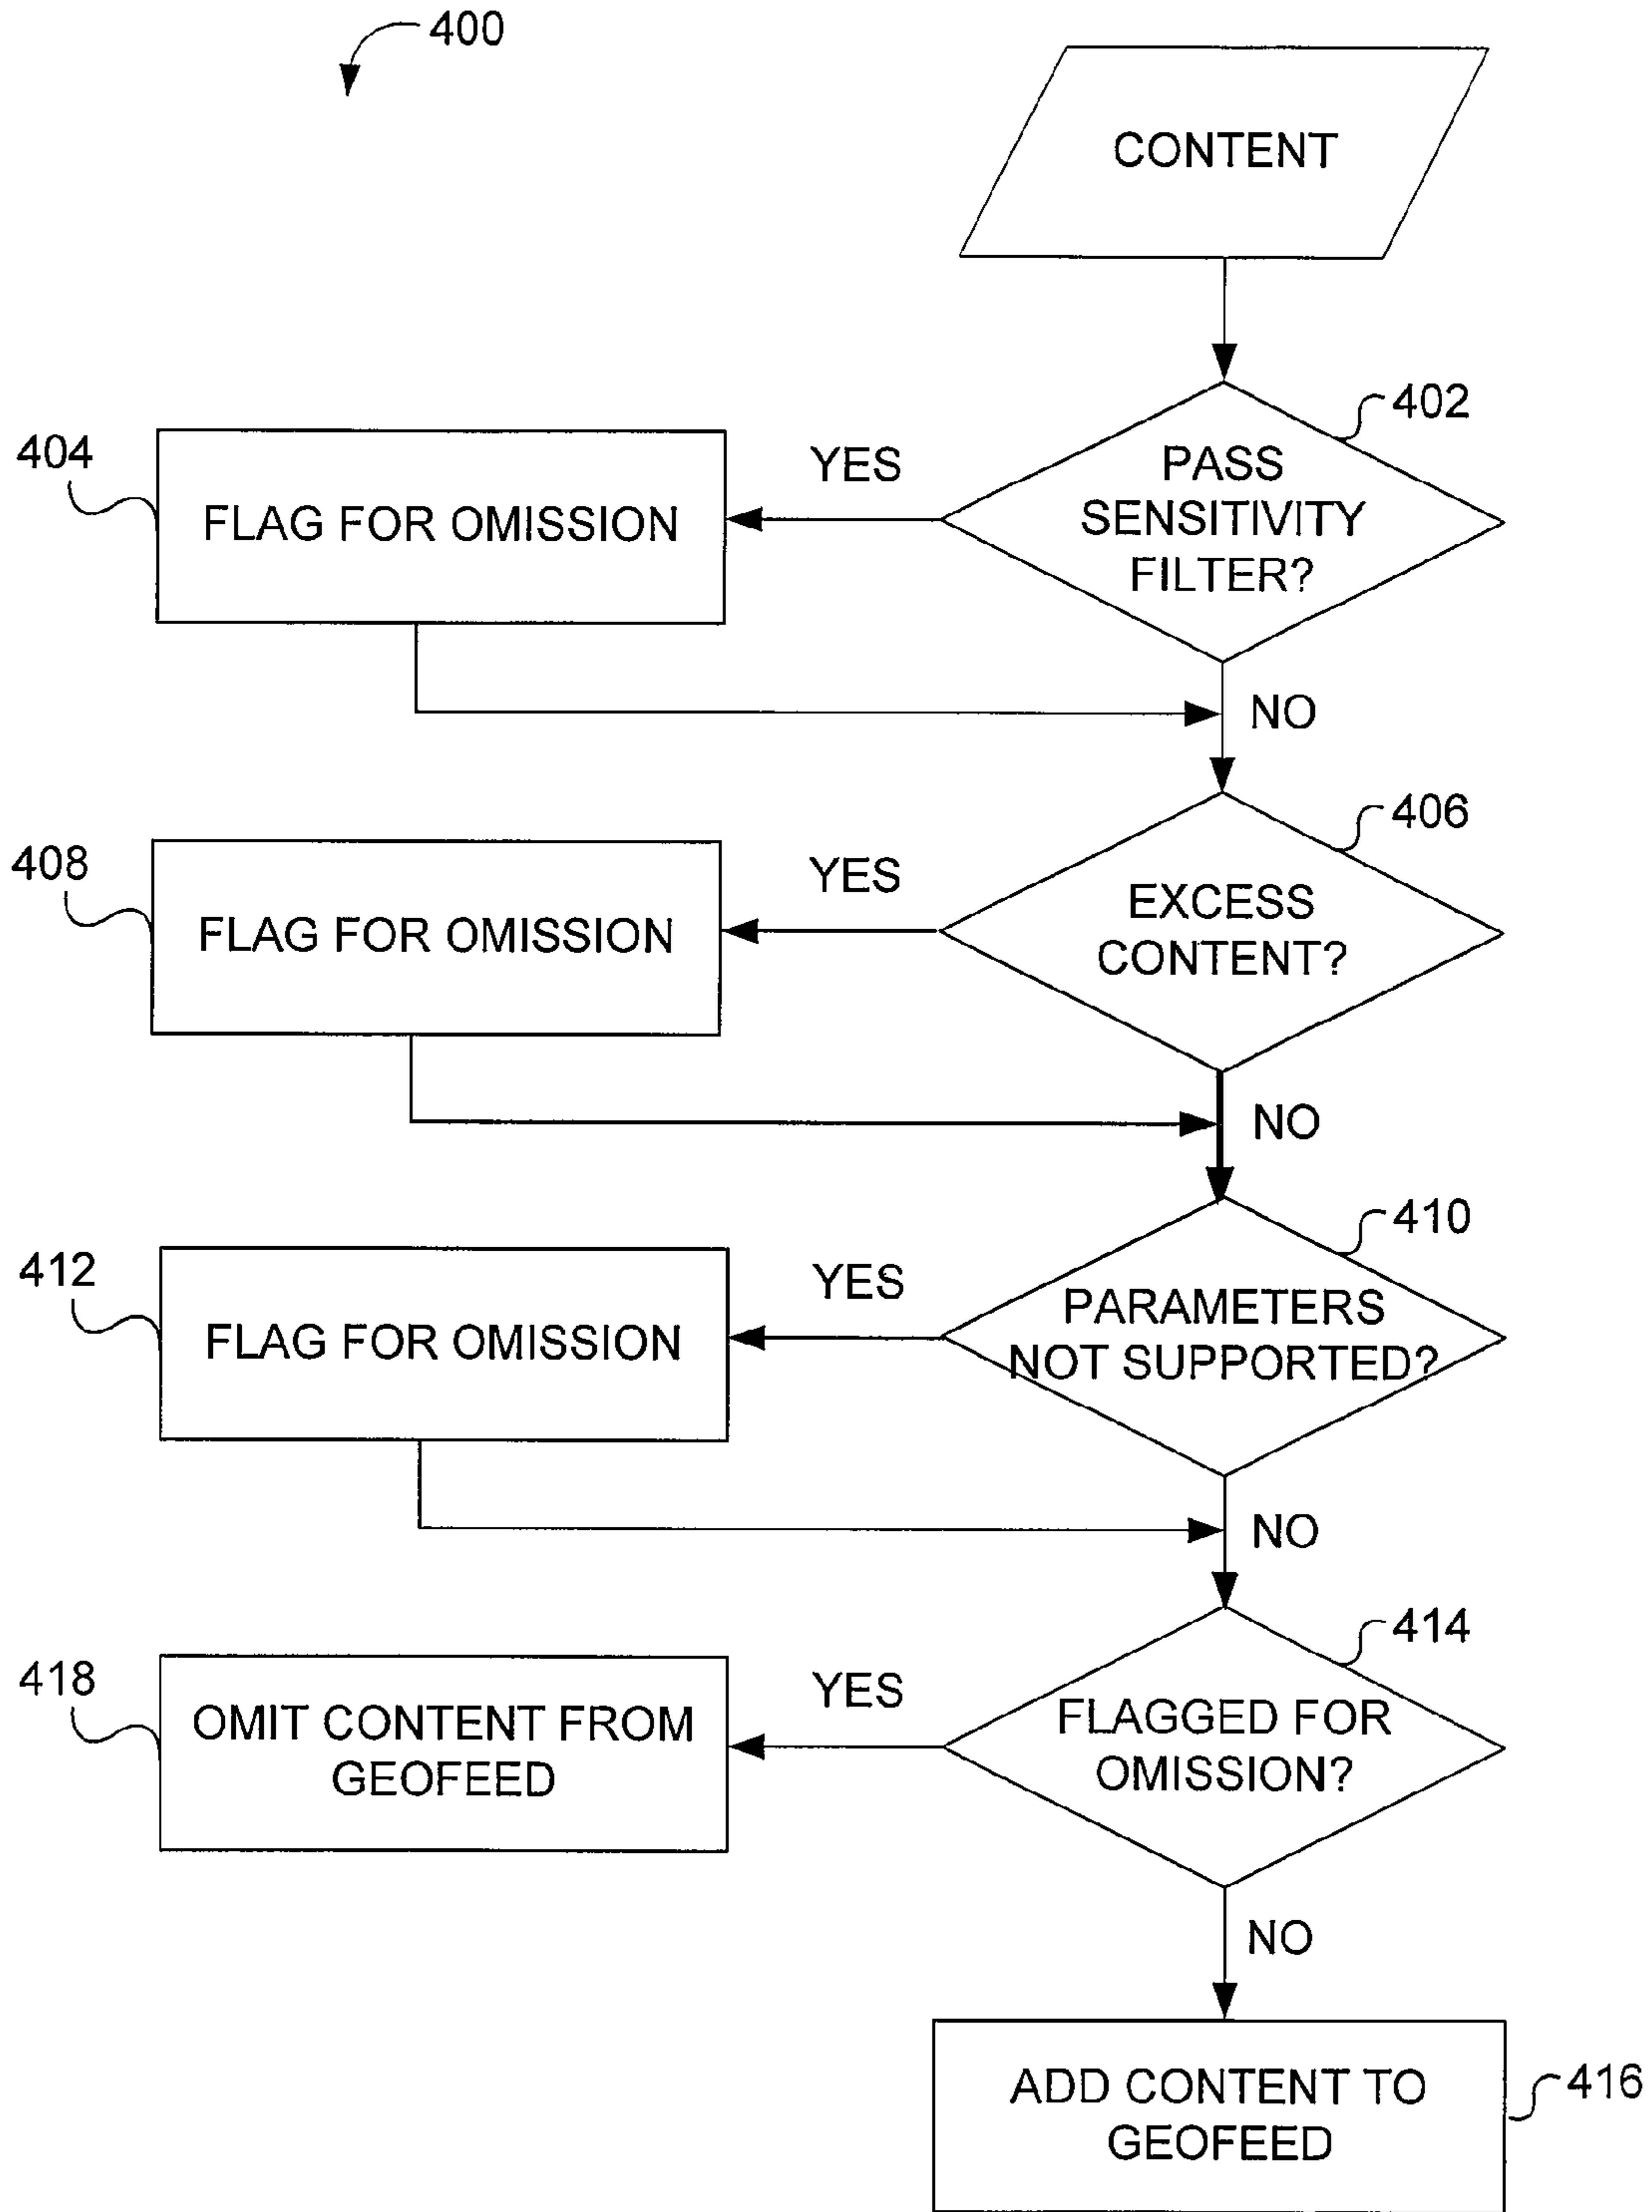 400
CONTENT
402
PASS
SENSITIVITY
FILTER?
YES
404
FLAG FOR OMISSION
NO
406
EXCESS
CONTENT?
YES
408
FLAG FOR OMISSION
NO
410
PARAMETERS
NOT SUPPORTED?
YES
412
FLAG FOR OMISSION
NO
414
FLAGGED FOR
OMISSION?
YES
418
OMIT CONTENT FROM
GEOFEED
NO
ADD CONTENT TO
GEOFEED
416